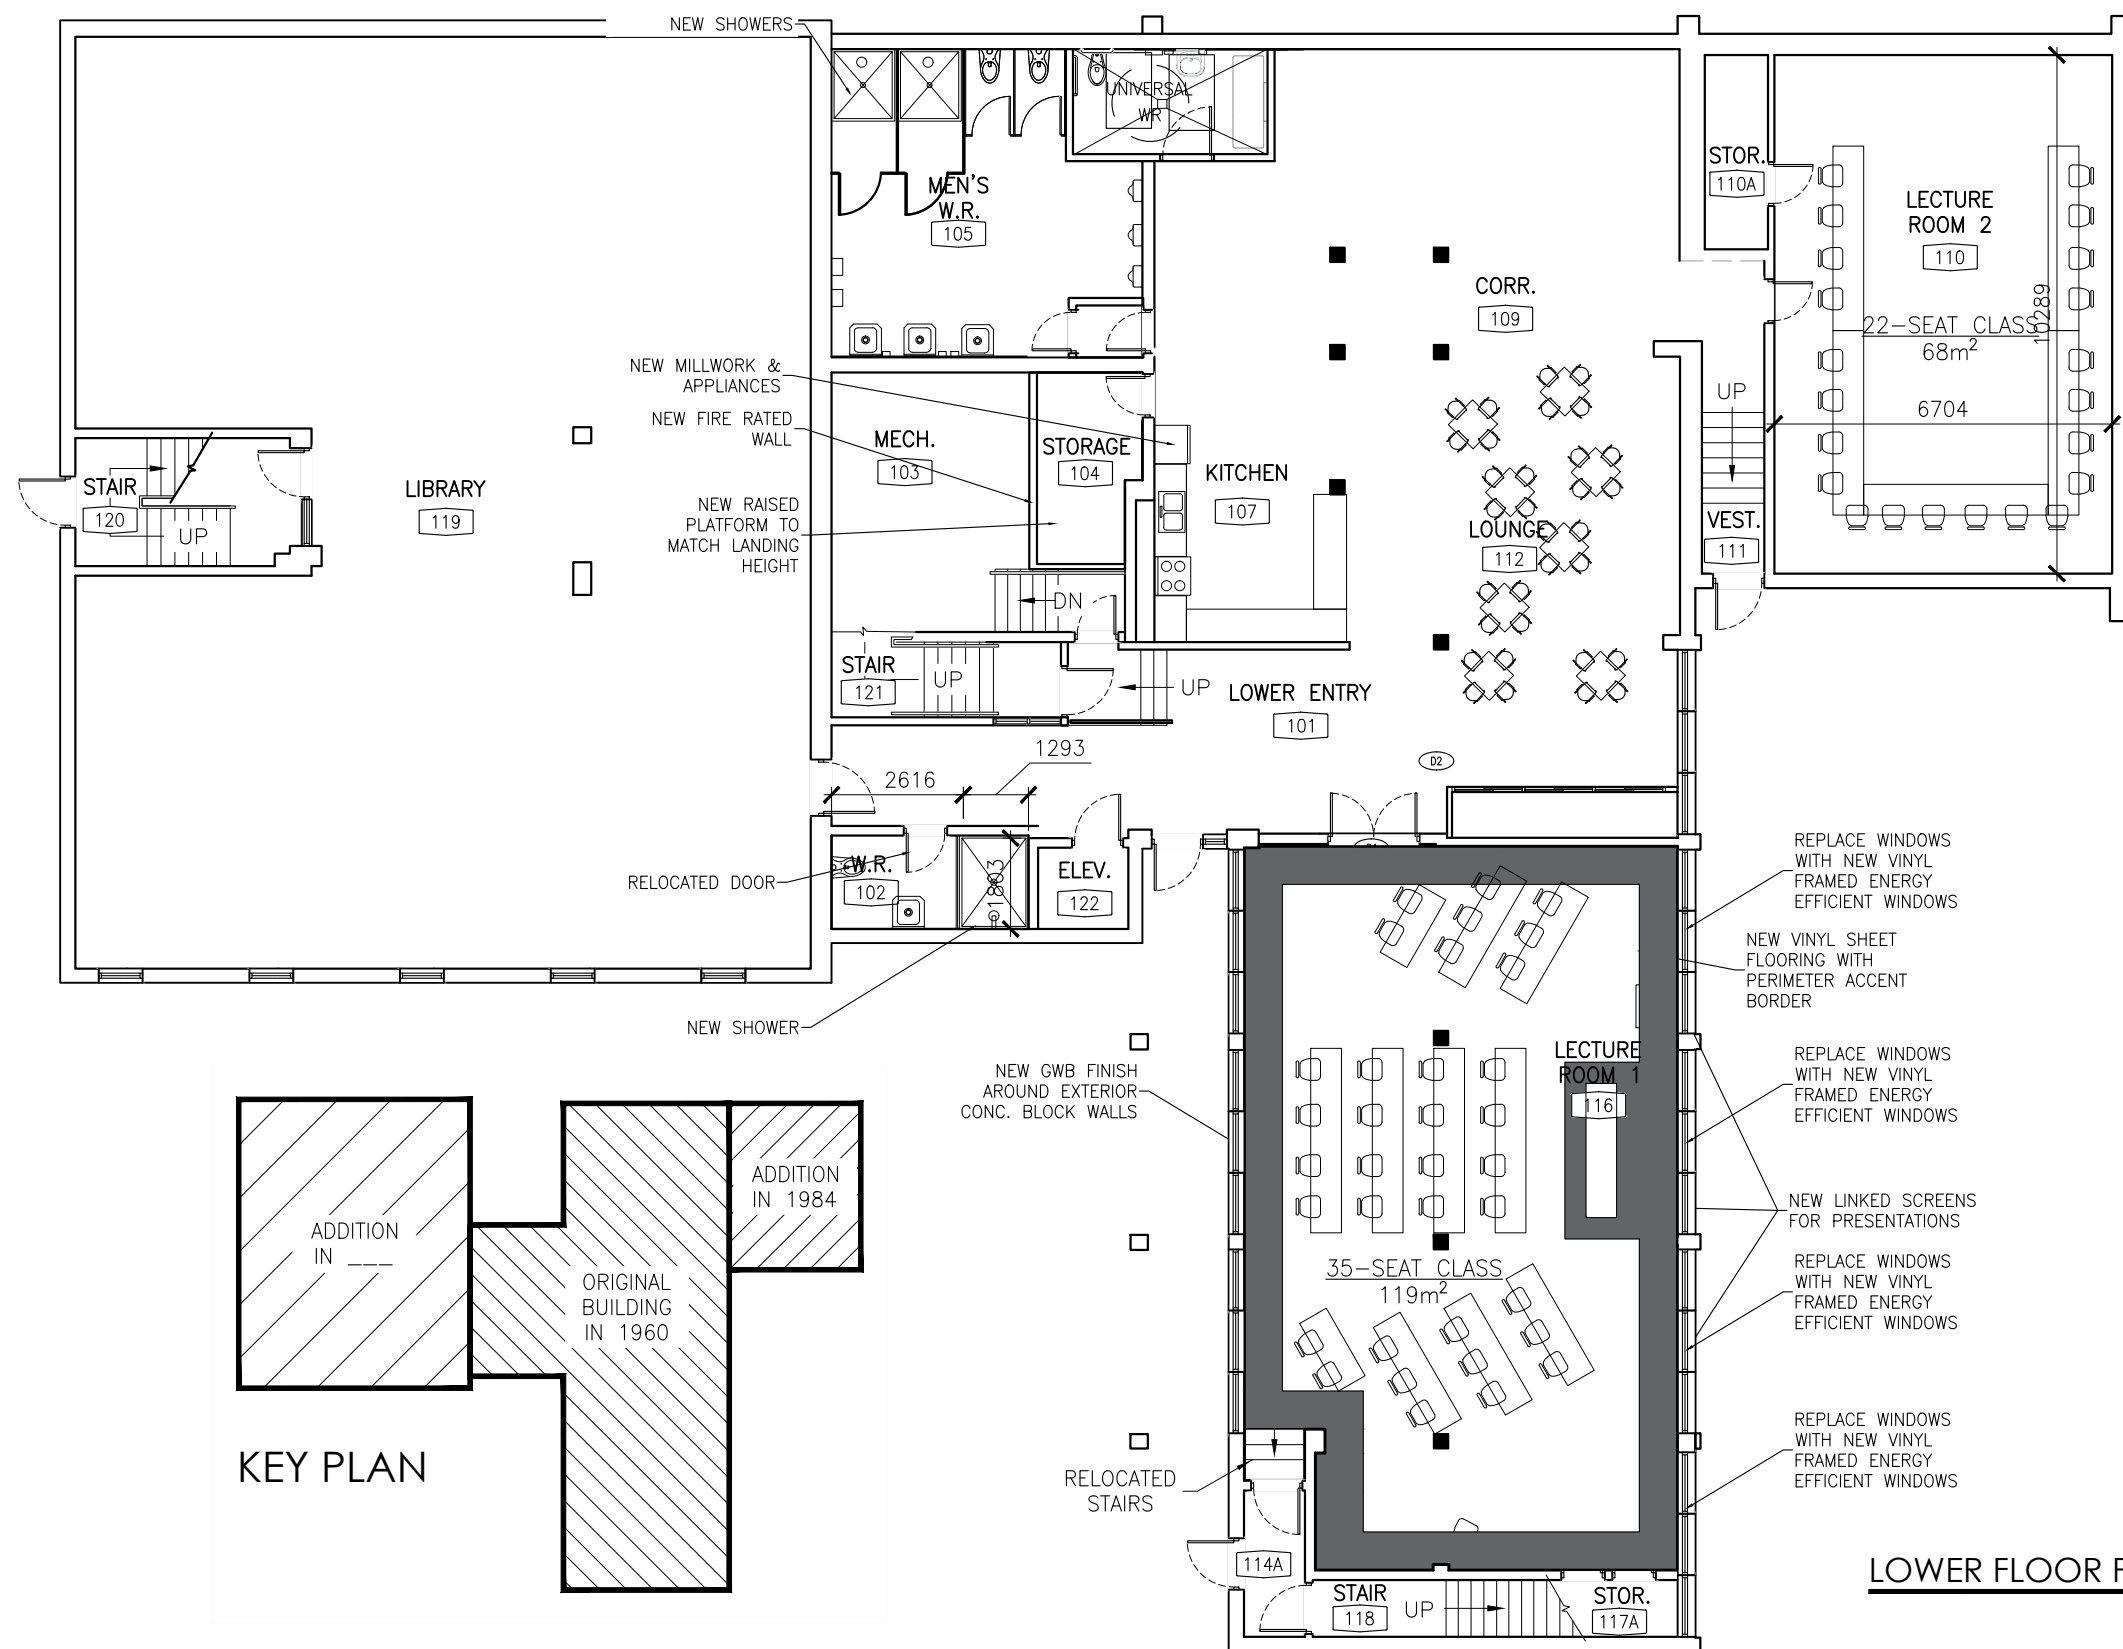 NEW SHOWERS
UNIVERSAL
WR
MEN'S
W.R.
105
STOR.
110A
LECTURE
ROOM 2
110
22-SEAT CLASS
68m²
10289
6704
CORR.
109
NEW MILLWORK &
APPLIANCES
NEW FIRE RATED
WALL
NEW RAISED
PLATFORM TO
MATCH LANDING
HEIGHT
MECH.
103
STORAGE
104
KITCHEN
107
LOUNGE
112
UP
VEST.
111
STAIR
120
UP
LIBRARY
119
DN
STAIR
121
UP
UP
LOWER ENTRY
101
1293
2616
D2
RELOCATED DOOR
W.R.
102
1883
ELEV.
122
NEW SHOWER
REPLACE WINDOWS
WITH NEW VINYL
FRAMED ENERGY
EFFICIENT WINDOWS
NEW VINYL SHEET
FLOORING WITH
PERIMETER ACCENT
BORDER
NEW GWB FINISH
AROUND EXTERIOR
CONC. BLOCK WALLS
LECTURE
ROOM 1
116
REPLACE WINDOWS
WITH NEW VINYL
FRAMED ENERGY
EFFICIENT WINDOWS
NEW LINKED SCREENS
FOR PRESENTATIONS
35-SEAT CLASS
119m²
REPLACE WINDOWS
WITH NEW VINYL
FRAMED ENERGY
EFFICIENT WINDOWS
REPLACE WINDOWS
WITH NEW VINYL
FRAMED ENERGY
EFFICIENT WINDOWS
ADDITION
IN ___
ORIGINAL
BUILDING
IN 1960
ADDITION
IN 1984
KEY PLAN
RELOCATED
STAIRS
114A
STAIR
118
UP
STOR.
117A
LOWER FLOOR